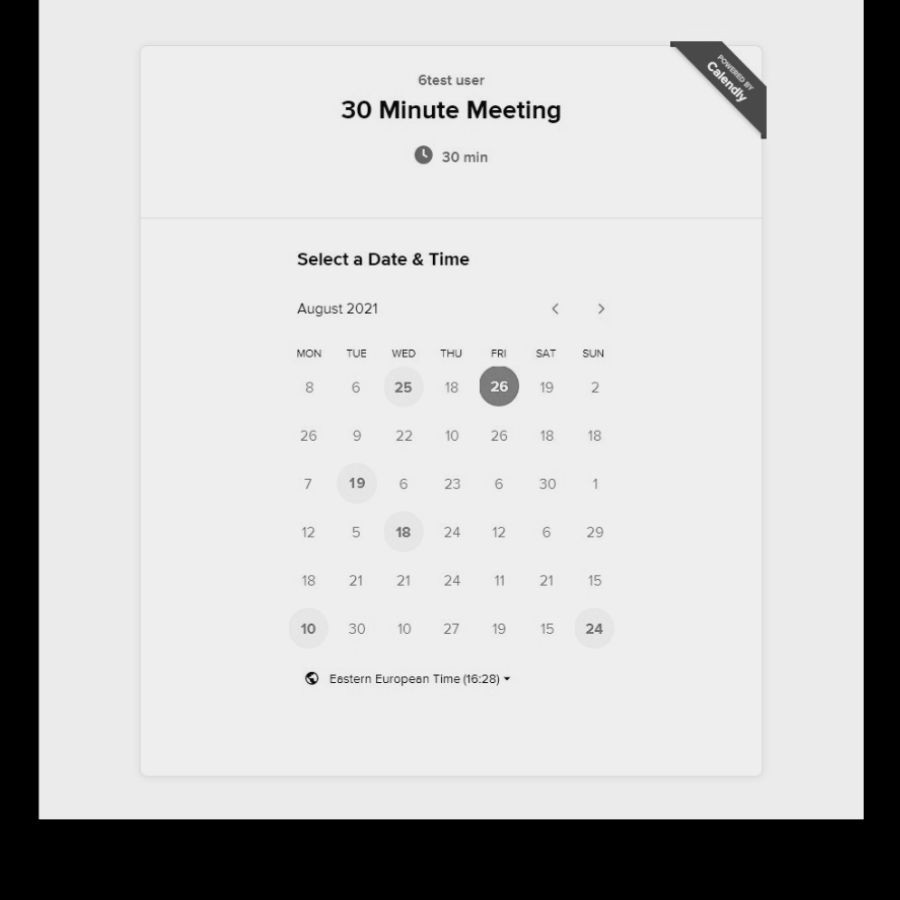 POWERED BY
Calendly
6test user
30 Minute Meeting
30 min
Select a Date & Time
August 2021
MON TUE WED THU FRI SAT SUN
8 6 25 18 26 19 2
26 9 22 10 26 18 18
7 19 6 23 6 30 1
12 5 18 24 12 6 29
18 21 21 24 11 21 15
10 30 10 27 19 15 24
Eastern European Time (16:28)